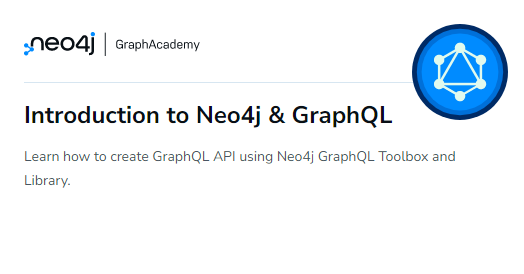 neo4j | GraphAcademy
Introduction to Neo4j & GraphQL
Learn how to create GraphQL API using Neo4j GraphQL Toolbox and
Library.